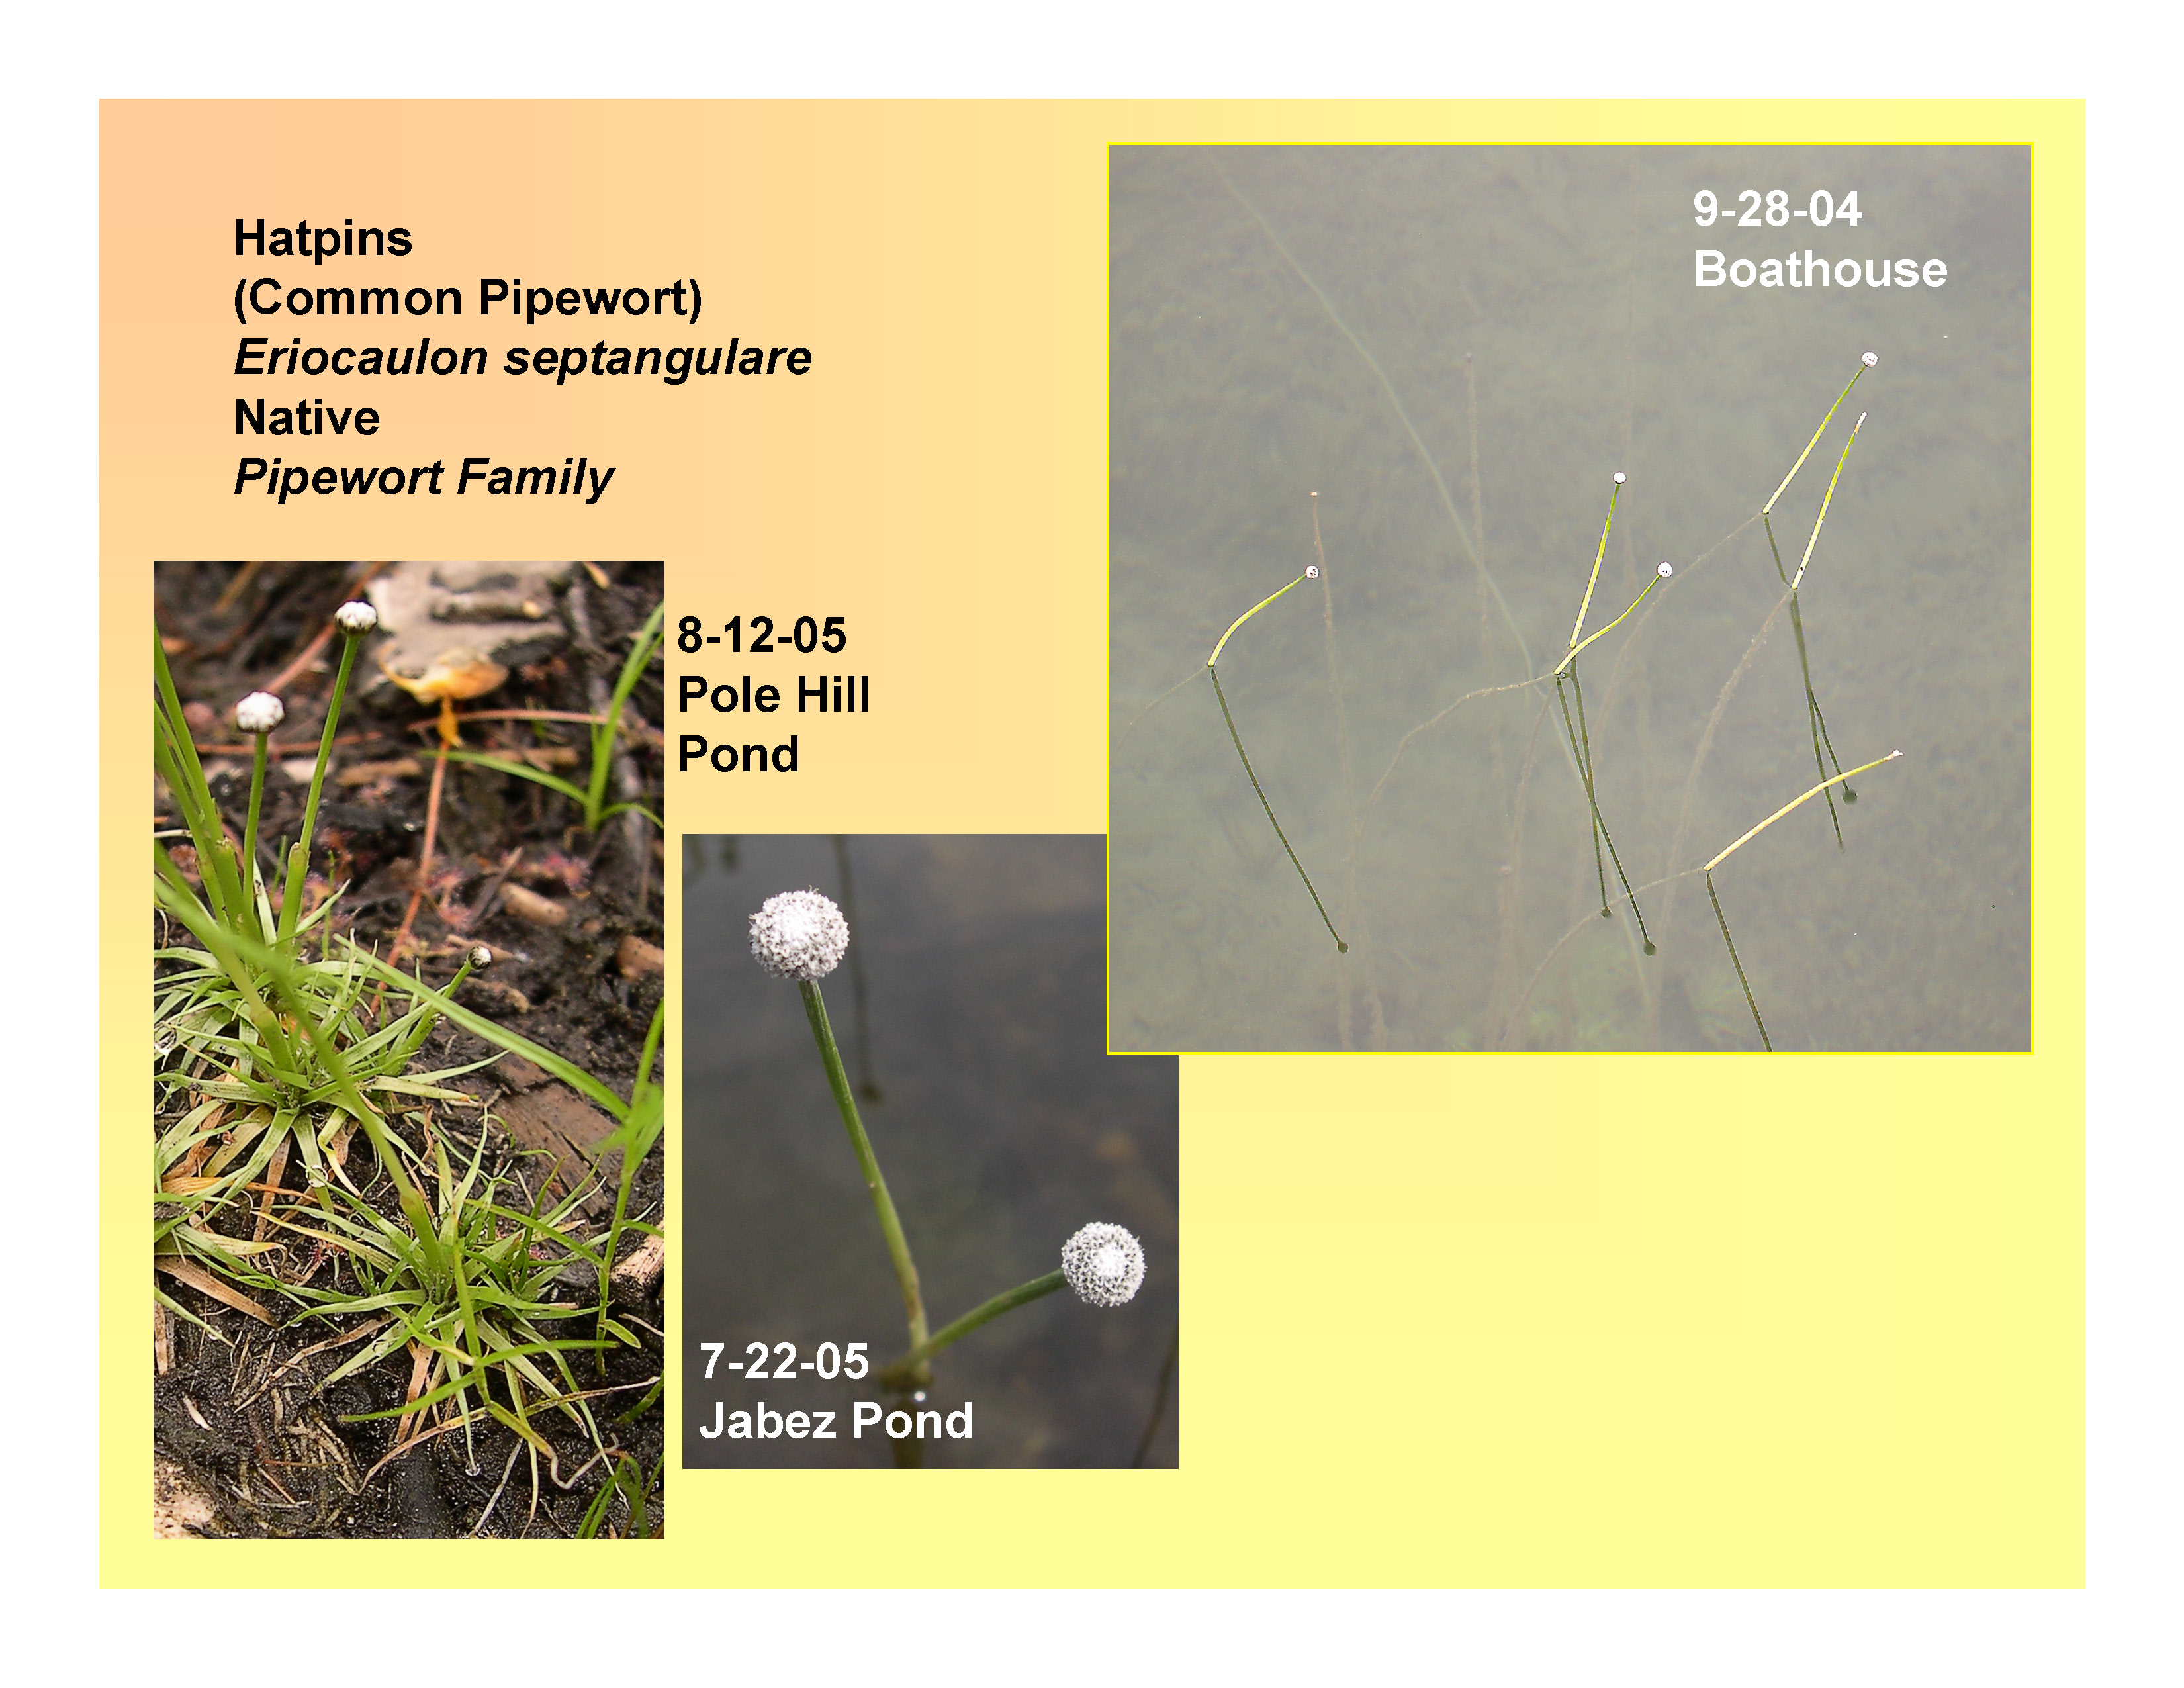 Hatpins
(Common Pipewort)
Eriocaulon septangulare
Native
Pipewort Family
9-28-04
Boathouse
8-12-05
Pole Hill
Pond
7-22-05
Jabez Pond